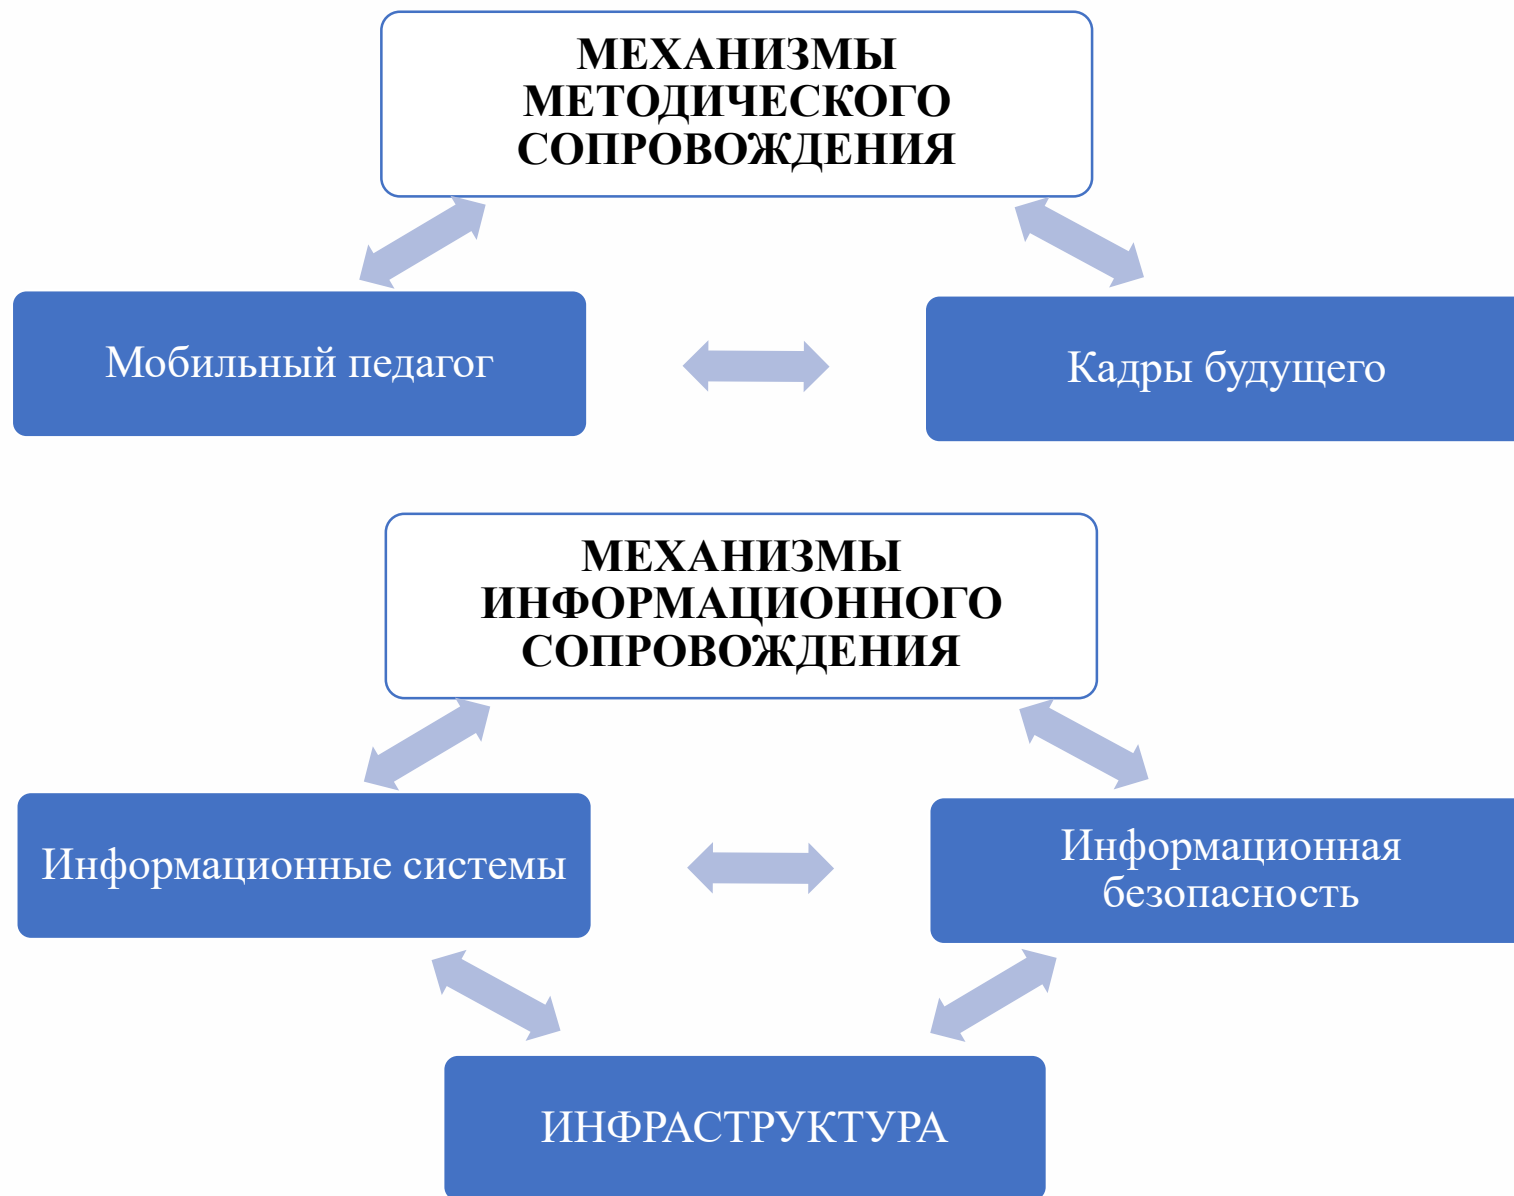 МЕХАНИЗМЫ
МЕТОДИЧЕСКОГО
СОПРОВОЖДЕНИЯ
Мобильный педагог
Кадры будущего
МЕХАНИЗМЫ
ИНФОРМАЦИОННОГО
СОПРОВОЖДЕНИЯ
Информационные системы
Информационная
безопасность
ИНФРАСТРУКТУРА